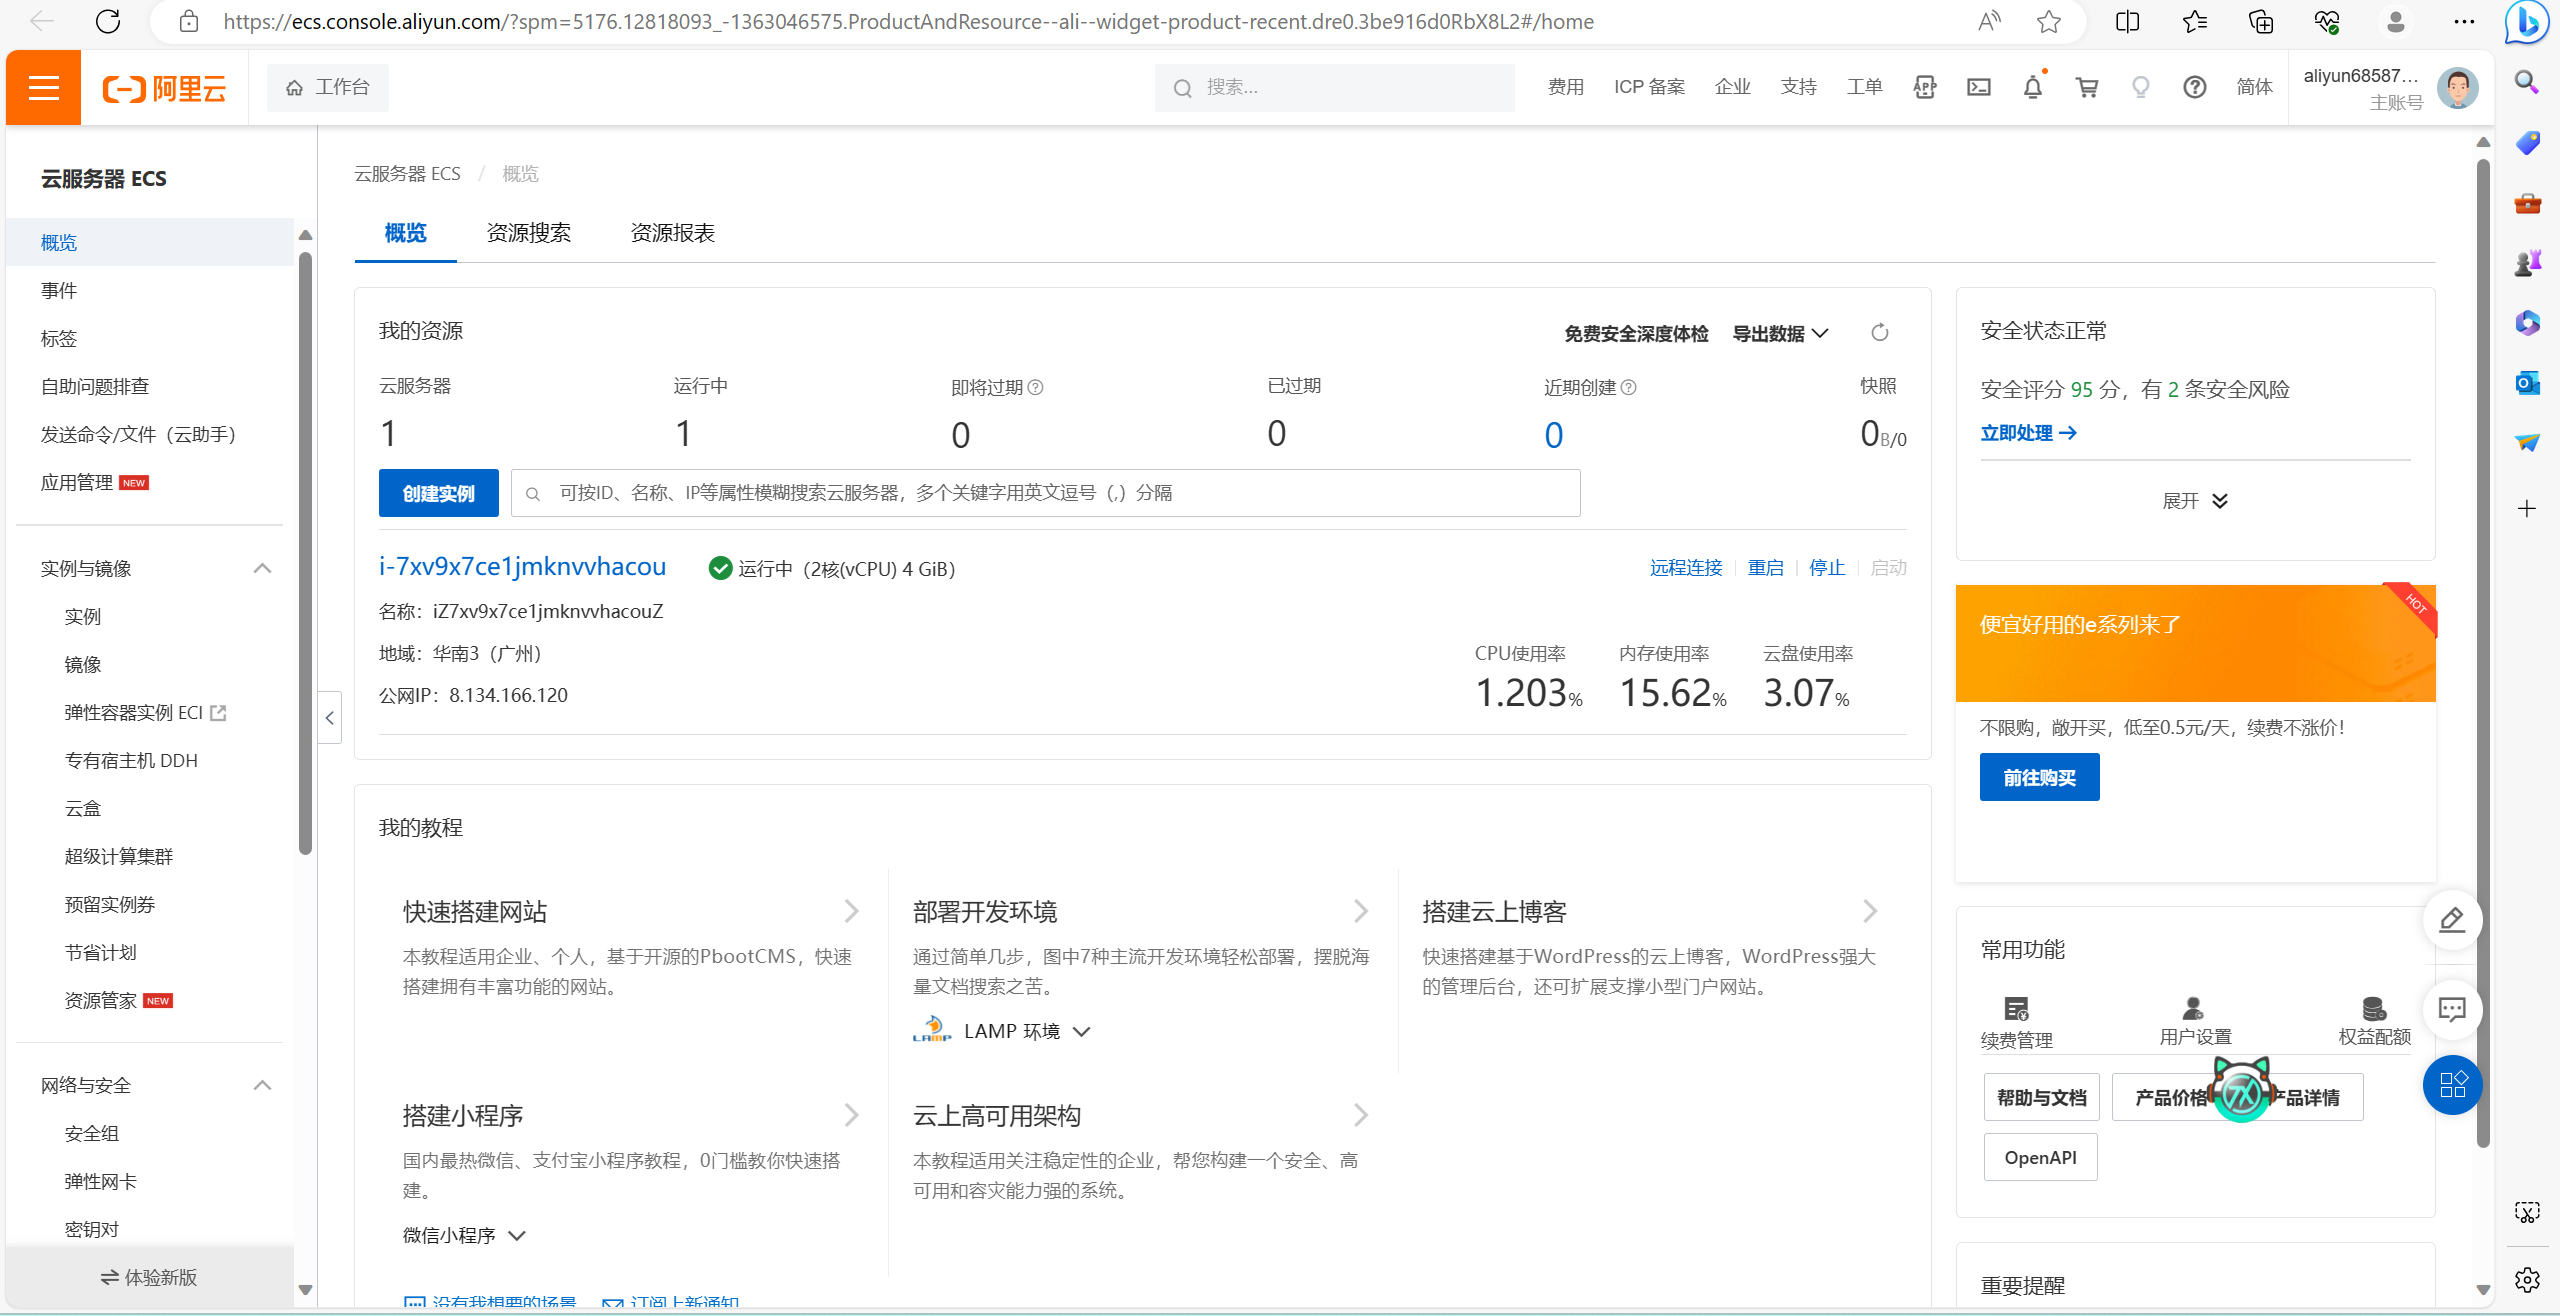 https://ecs.console.aliyun.com/?spm=5176.12818093_-1363046575.ProductAndResource--ali--widget-product-recent.dre0.3be916d0RbX8L2#/home
阿里云
工作台
搜索...
费用
ICP 备案
企业
支持
工单
APP
简体
aliyun68587...
主账号
云服务器 ECS
概览
事件
标签
自助问题排查
发送命令/文件（云助手）
应用管理 NEW
实例与镜像
实例
镜像
弹性容器实例 ECI
专有宿主机 DDH
云盒
超级计算集群
预留实例券
节省计划
资源管家 NEW
网络与安全
安全组
弹性网卡
密钥对
体验新版
云服务器 ECS / 概览
概览 资源搜索 资源报表
我的资源
免费安全深度体检 导出数据
云服务器 运行中 即将过期 已过期 近期创建 快照
1 1 0 0 0 0B/0
创建实例
可按ID、名称、IP等属性模糊搜索云服务器，多个关键字用英文逗号（,）分隔
i-7xv9x7ce1jmknvvhacou 运行中（2核(vCPU) 4 GiB） 远程连接 重启 停止 启动
名称：iZ7xv9x7ce1jmknvvhacouZ
地域：华南3（广州）
公网IP：8.134.166.120
CPU使用率 内存使用率 云盘使用率
1.203% 15.62% 3.07%
我的教程
快速搭建网站
本教程适用企业、个人，基于开源的PbootCMS，快速
搭建拥有丰富功能的网站。
部署开发环境
通过简单几步，图中7种主流开发环境轻松部署，摆脱海
量文档搜索之苦。
LAMP LAMP 环境
搭建云上博客
快速搭建基于WordPress的云上博客，WordPress强大
的管理后台，还可扩展支撑小型门户网站。
搭建小程序
国内最热微信、支付宝小程序教程，0门槛教你快速搭
建。
微信小程序
云上高可用架构
本教程适用关注稳定性的企业，帮您构建一个安全、高
可用和容灾能力强的系统。
没有我想要的场景 订阅上新通知
安全状态正常
安全评分 95 分，有 2 条安全风险
立即处理
展开
HOT
便宜好用的e系列来了
不限购，敞开买，低至0.5元/天，续费不涨价！
前往购买
常用功能
续费管理 用户设置 权益配额
帮助与文档 产品价格 产品详情
7X
OpenAPI
重要提醒